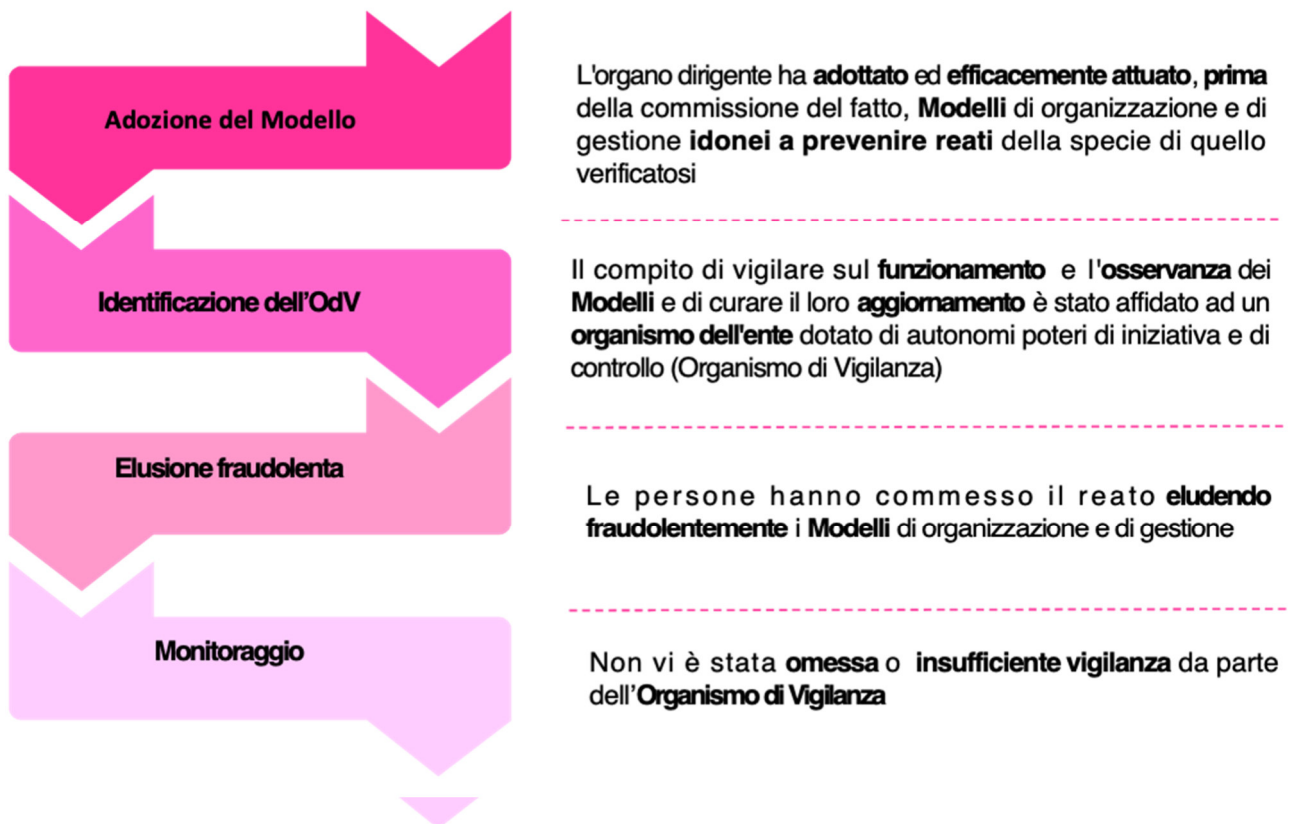 Adozione del Modello
L'organo dirigente ha adottato ed efficacemente attuato, prima
della commissione del fatto, Modelli di organizzazione e di
gestione idonei a prevenire reati della specie di quello
verificatosi
Identificazione dell'OdV
Il compito di vigilare sul funzionamento e l'osservanza dei
Modelli e di curare il loro aggiornamento è stato affidato ad un
organismo dell'ente dotato di autonomi poteri di iniziativa e di
controllo (Organismo di Vigilanza)
Elusione fraudolenta
Le persone hanno commesso il reato eludendo
fraudolentemente i Modelli di organizzazione e di gestione
Monitoraggio
Non vi è stata omessa o insufficiente vigilanza da parte
dell'Organismo di Vigilanza